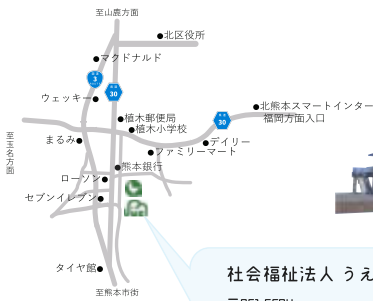 至山鹿方面
北区役所
マクドナルド
3
ウェッキー
30
北熊本スマートインター
福岡方面入口
植木郵便局
30
植木小学校
至玉名方面
まるみ
デイリー
ファミリーマート
熊本銀行
ローソン
セブンイレブン
タイヤ館
至熊本市街
社会福祉法人 うえ